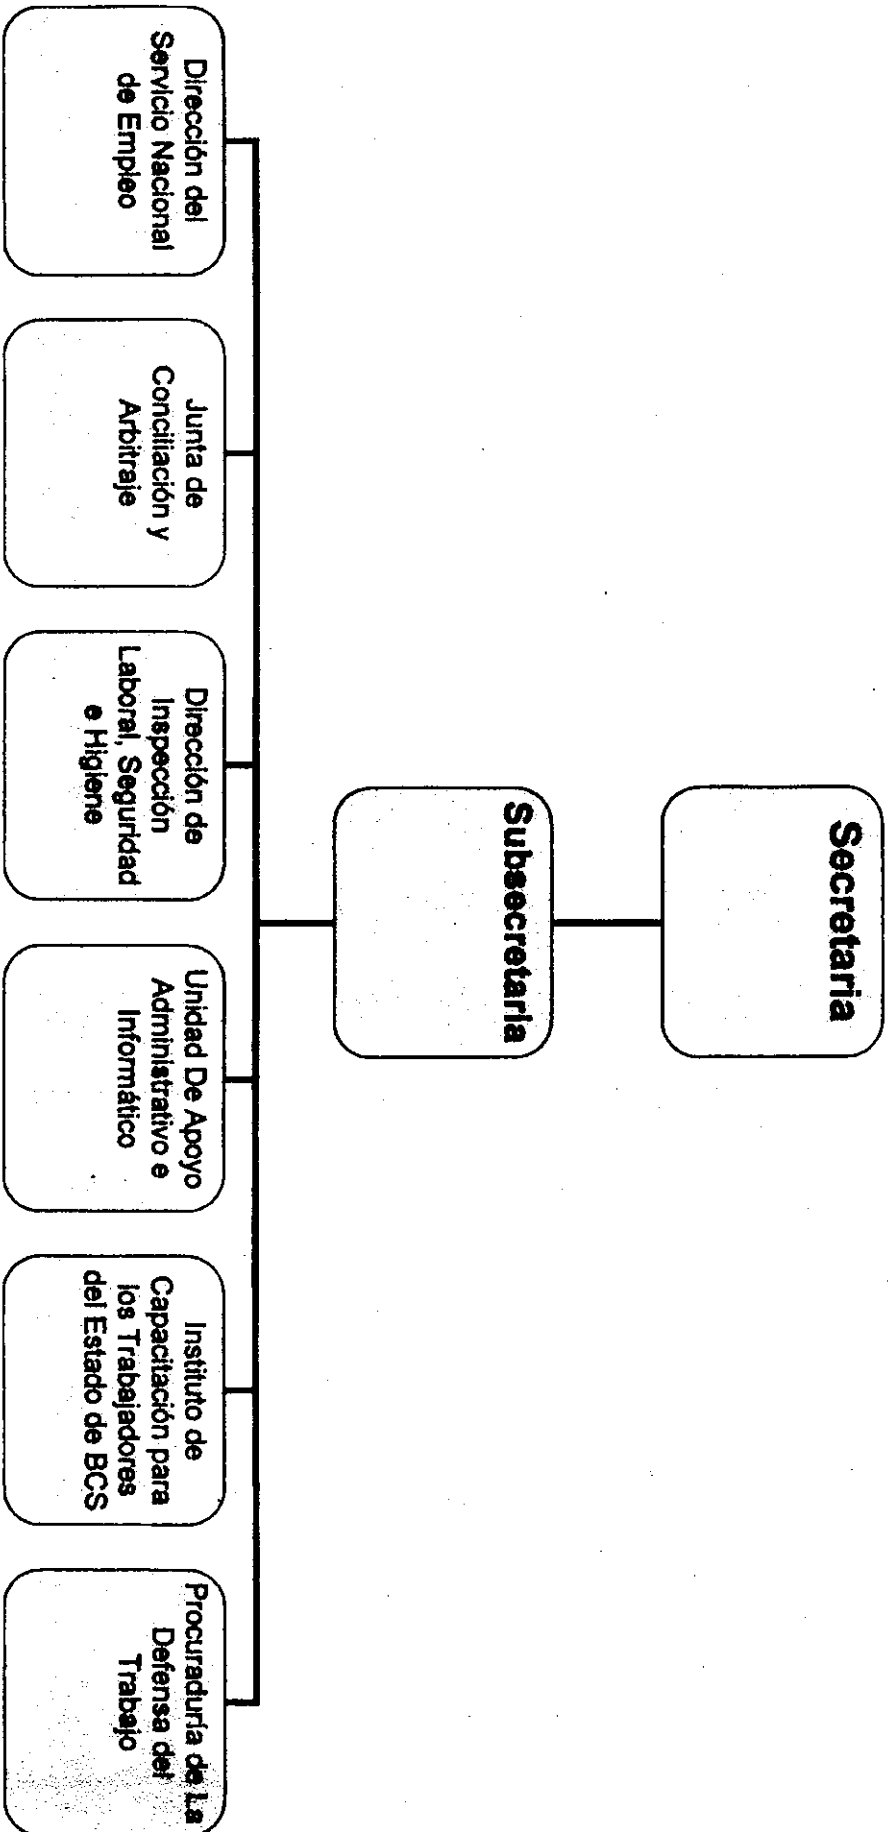 Secretaria
Subsecretaria
Dirección del
Servicio Nacional
de Empleo
Junta de
Conciliación y
Arbitraje
Dirección de
Inspección
Laboral, Seguridad
e Higiene
Unidad De Apoyo
Administrativo e
Informático
Instituto de
Capacitación para
los Trabajadores
del Estado de BCS
Procuraduría de La
Defensa del
Trabajo